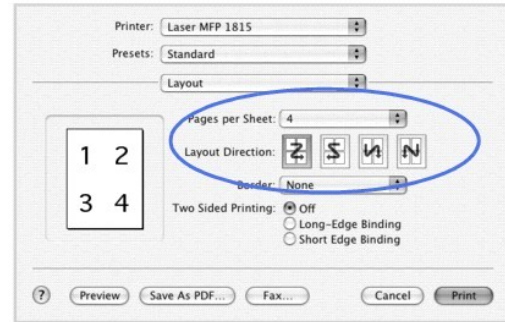 Printer: Laser MFP 1815
Presets: Standard
Layout
Pages per Sheet: 4
Layout Direction:
Border: None
Two Sided Printing: Off
Long-Edge Binding
Short Edge Binding
1 2
3 4
? Preview Save As PDF... Fax... Cancel Print